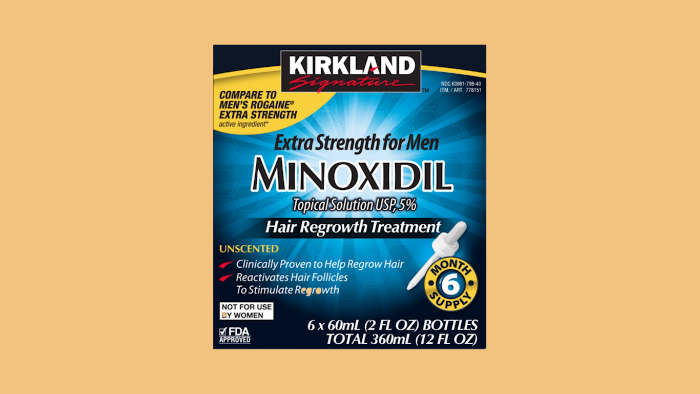 KIRKLAND
Signature™
NDC 63981-798-40
ITM. / ART. 778151
COMPARE TO
MEN'S ROGAINE®
EXTRA STRENGTH
active ingredient*
Extra Strength for Men
MINOXIDIL
Topical Solution USP, 5%
Hair Regrowth Treatment
UNSCENTED
Clinically Proven to Help Regrow Hair
Reactivates Hair Follicles
To Stimulate Regrowth
6 MONTH SUPPLY
NOT FOR USE
BY WOMEN
FDA
APPROVED
6 x 60mL (2 FL OZ) BOTTLES
TOTAL 360mL (12 FL OZ)